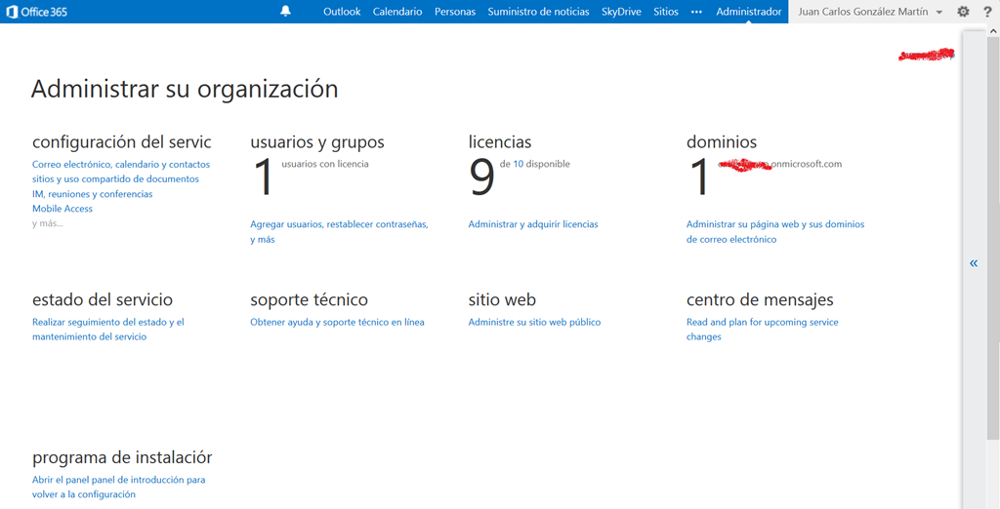 Office 365
Outlook Calendario Personas Suministro de noticias SkyDrive Sitios ••• Administrador Juan Carlos González Martín ?
Administrar su organización
configuración del servic
Correo electrónico, calendario y contactos
sitios y uso compartido de documentos
IM, reuniones y conferencias
Mobile Access
y más...
usuarios y grupos
1 usuarios con licencia
Agregar usuarios, restablecer contraseñas,
y más
licencias
9 de 10 disponible
Administrar y adquirir licencias
dominios
1 onmicrosoft.com
Administrar su página web y sus dominios
de correo electrónico
«
estado del servicio
Realizar seguimiento del estado y el
mantenimiento del servicio
soporte técnico
Obtener ayuda y soporte técnico en línea
sitio web
Administre su sitio web público
centro de mensajes
Read and plan for upcoming service
changes
programa de instalaciór
Abrir el panel panel de introducción para
volver a la configuración